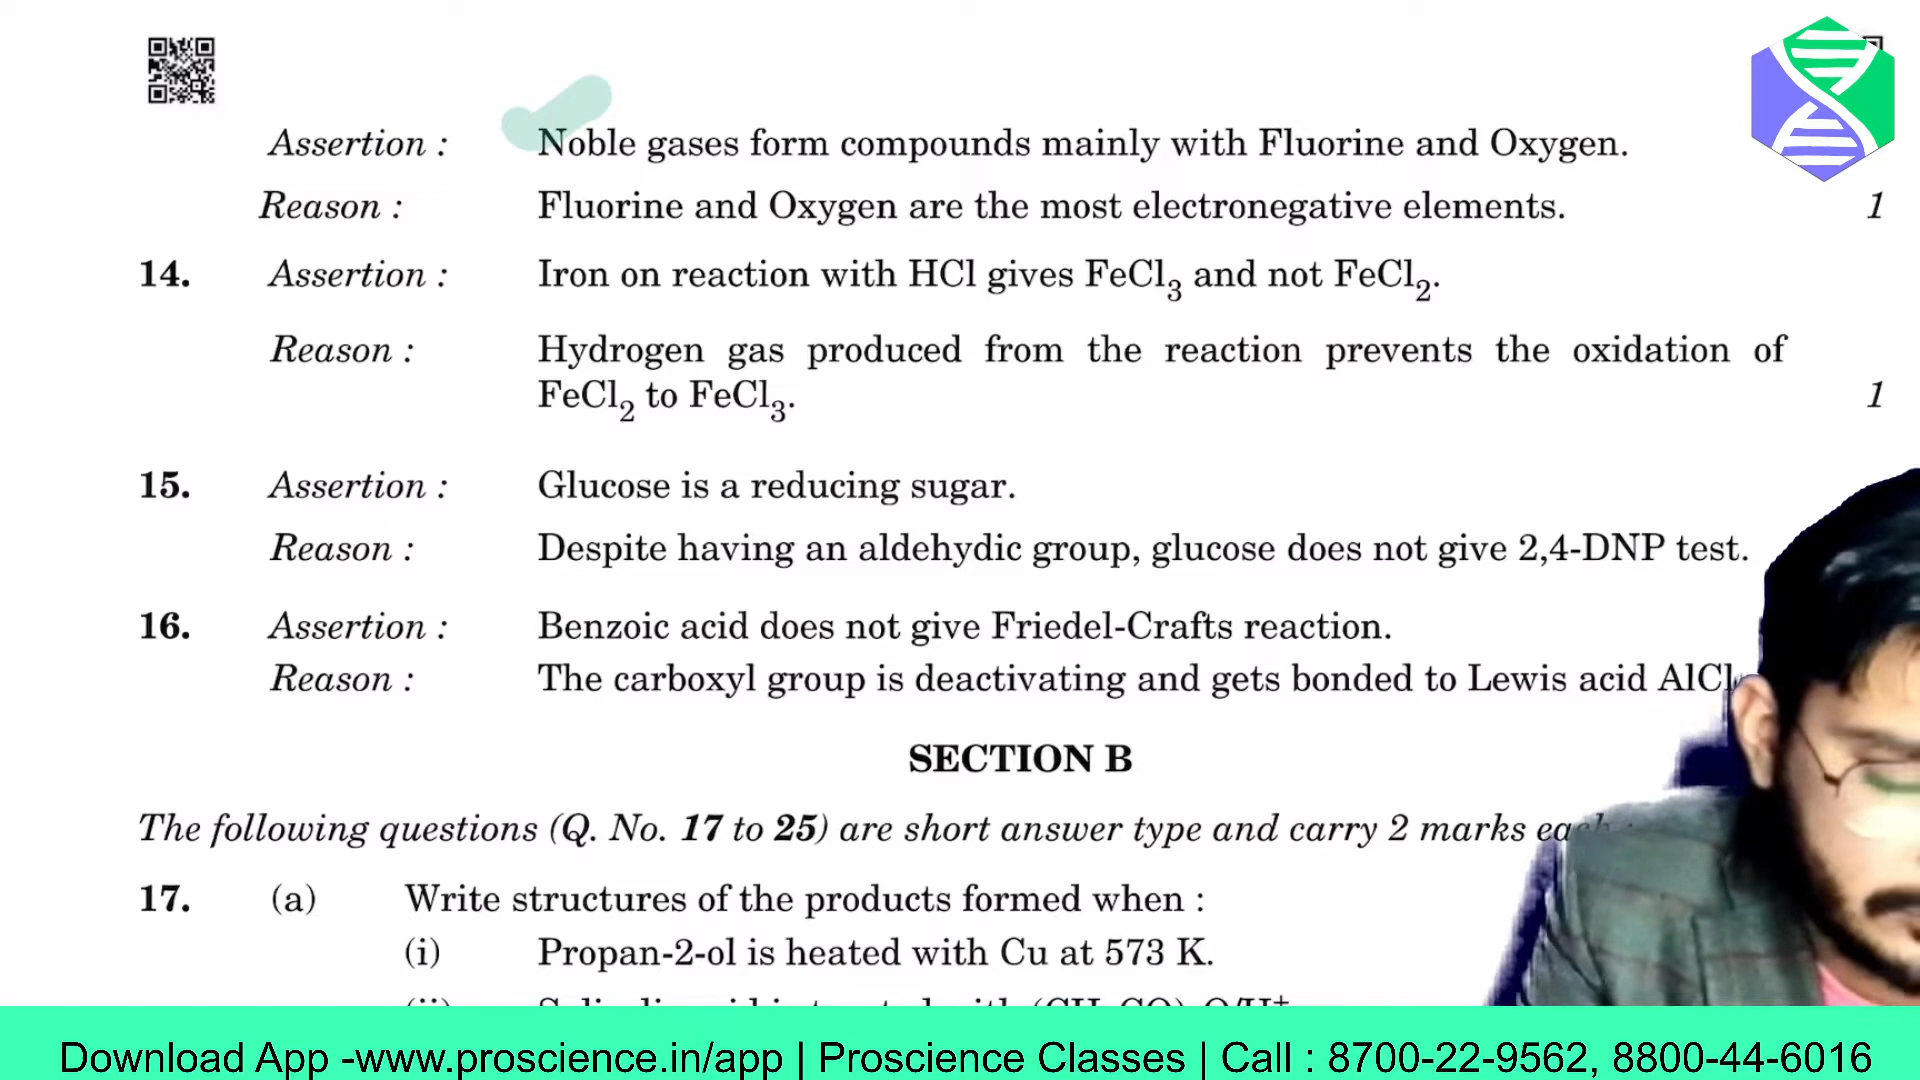 Assertion : Noble gases form compounds mainly with Fluorine and Oxygen.
Reason : Fluorine and Oxygen are the most electronegative elements. 1
14. Assertion : Iron on reaction with HCl gives FeCl₃ and not FeCl₂.
Reason : Hydrogen gas produced from the reaction prevents the oxidation of
FeCl₂ to FeCl₃. 1
15. Assertion : Glucose is a reducing sugar.
Reason : Despite having an aldehydic group, glucose does not give 2,4-DNP test.
16. Assertion : Benzoic acid does not give Friedel-Crafts reaction.
Reason : The carboxyl group is deactivating and gets bonded to Lewis acid AlCl
SECTION B
The following questions (Q. No. 17 to 25) are short answer type and carry 2 marks each
17. (a) Write structures of the products formed when :
(i) Propan-2-ol is heated with Cu at 573 K.
Download App -www.proscience.in/app | Proscience Classes | Call : 8700-22-9562, 8800-44-6016